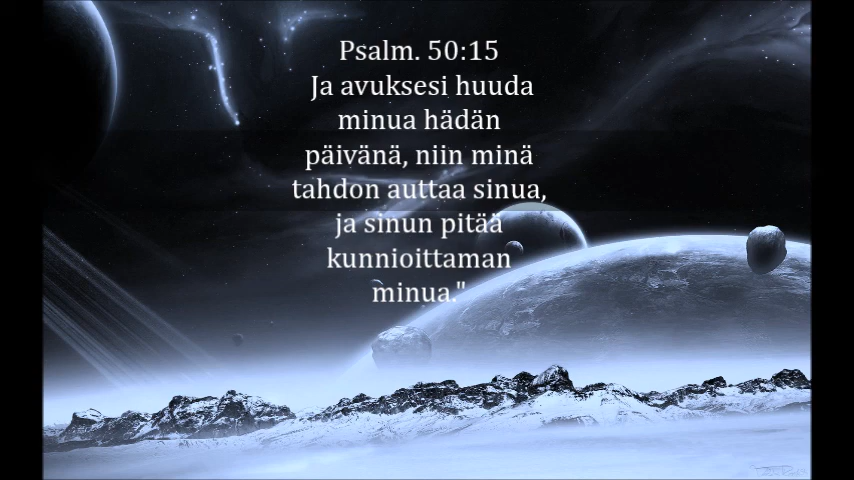 Psalm. 50:15
Ja avuksesi huuda
minua hädän
päivänä, niin minä
tahdon auttaa sinua,
ja sinun pitää
kunnioittaman
minua."